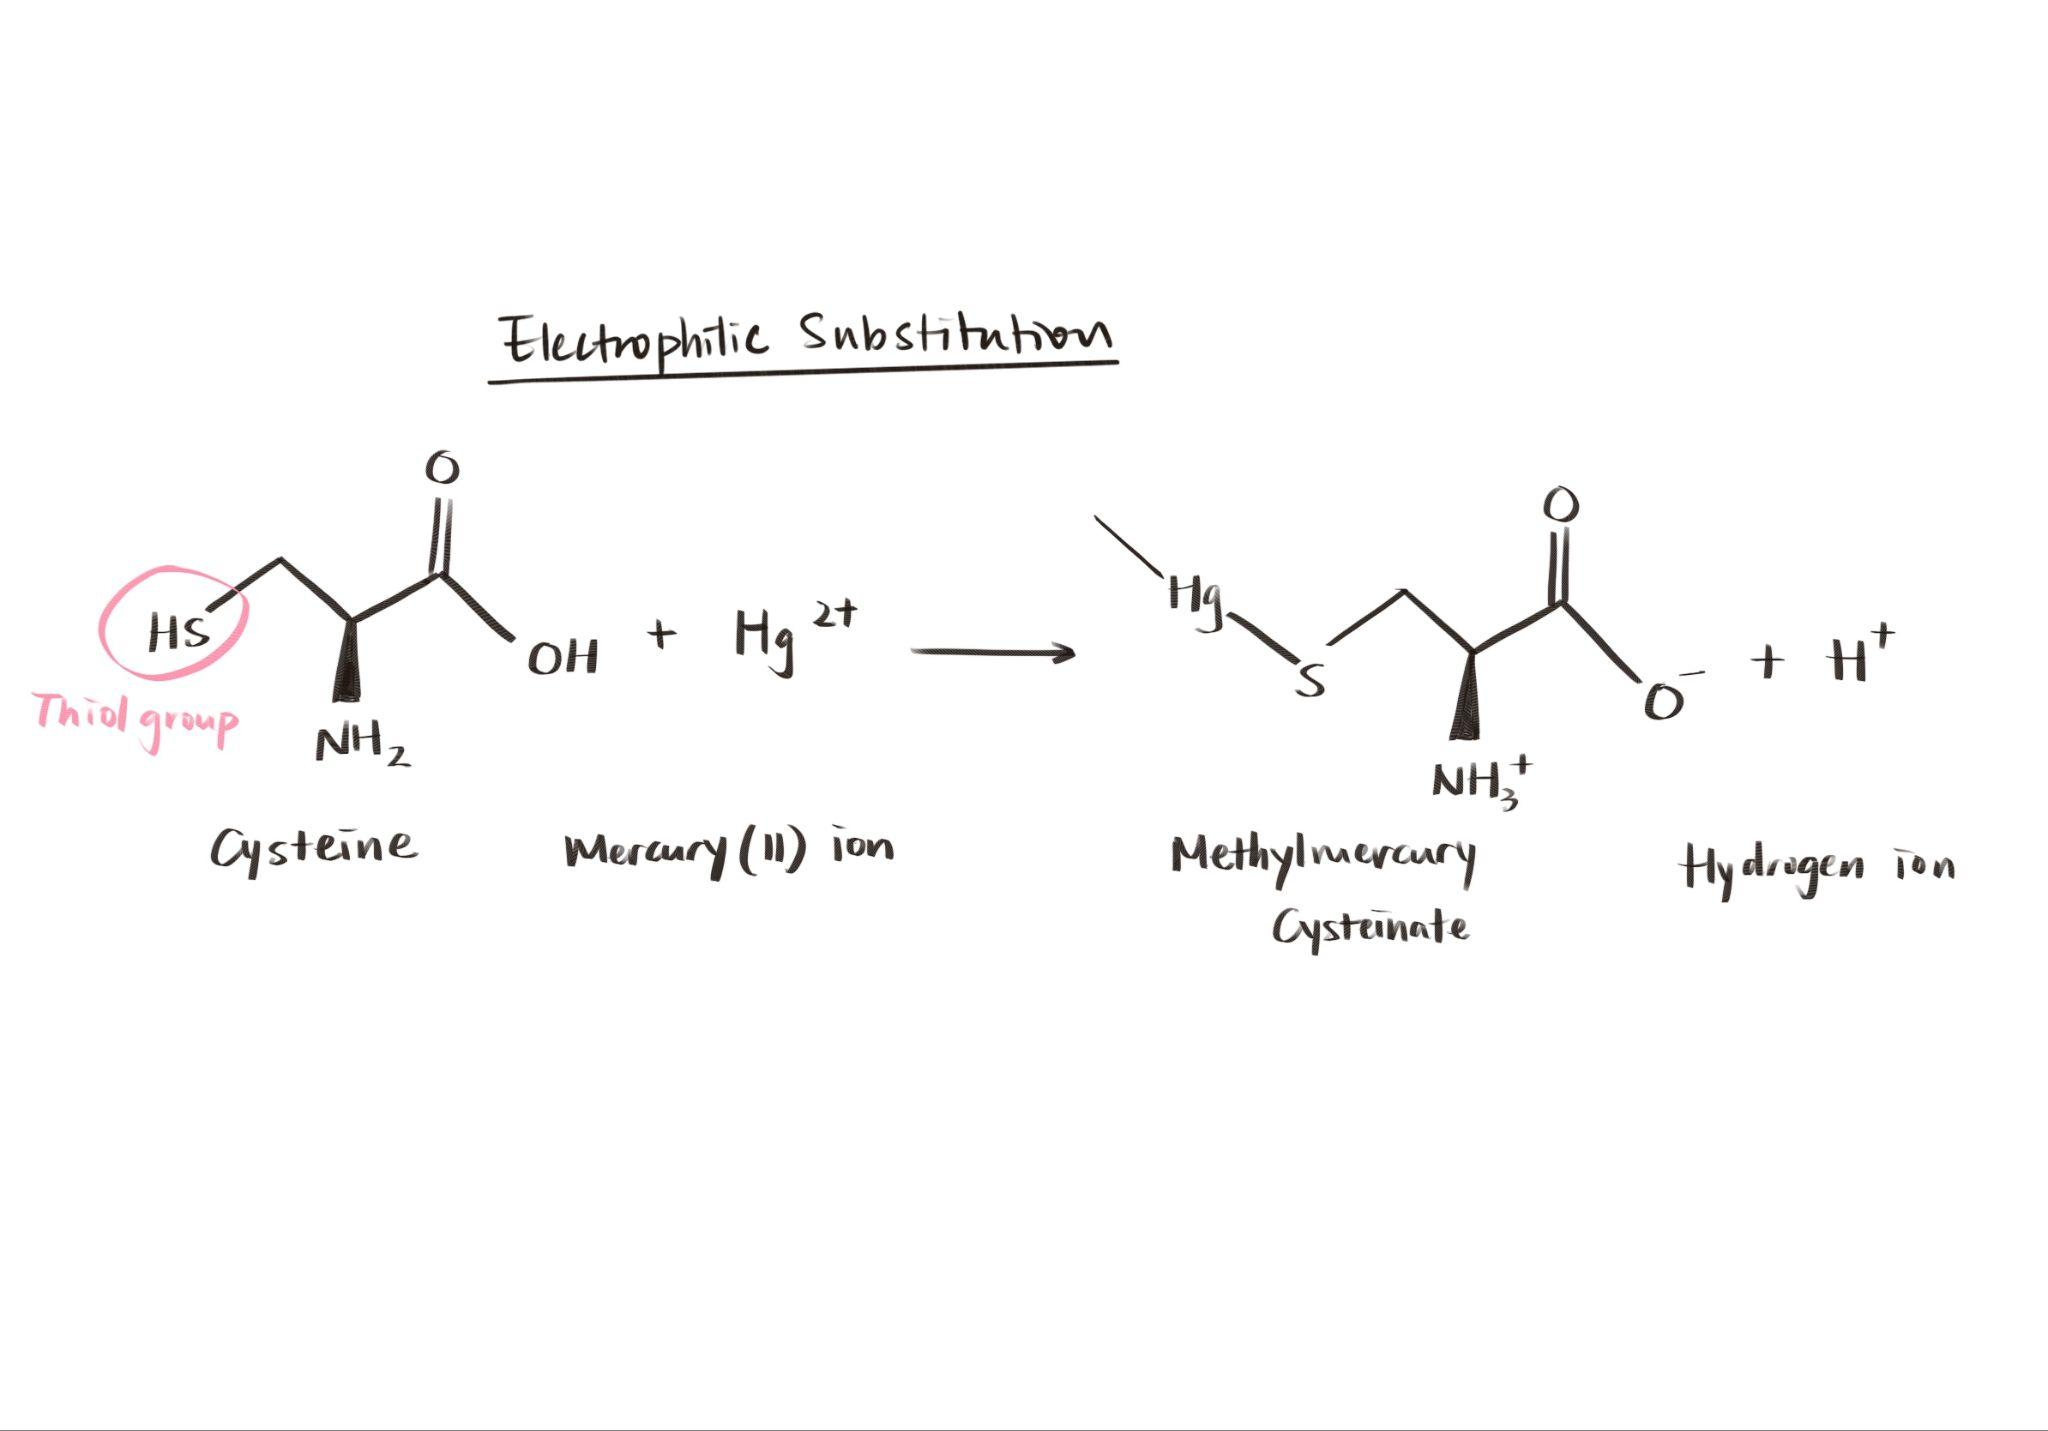 Electrophilic Substitution
O
HS
OH
+ Hg²⁺
NH₂
Thiol group
O
Hg
S
O⁻
+ H⁺
NH₃⁺
Cysteine
Mercury (II) ion
Methylmercury
Cysteinate
Hydrogen ion